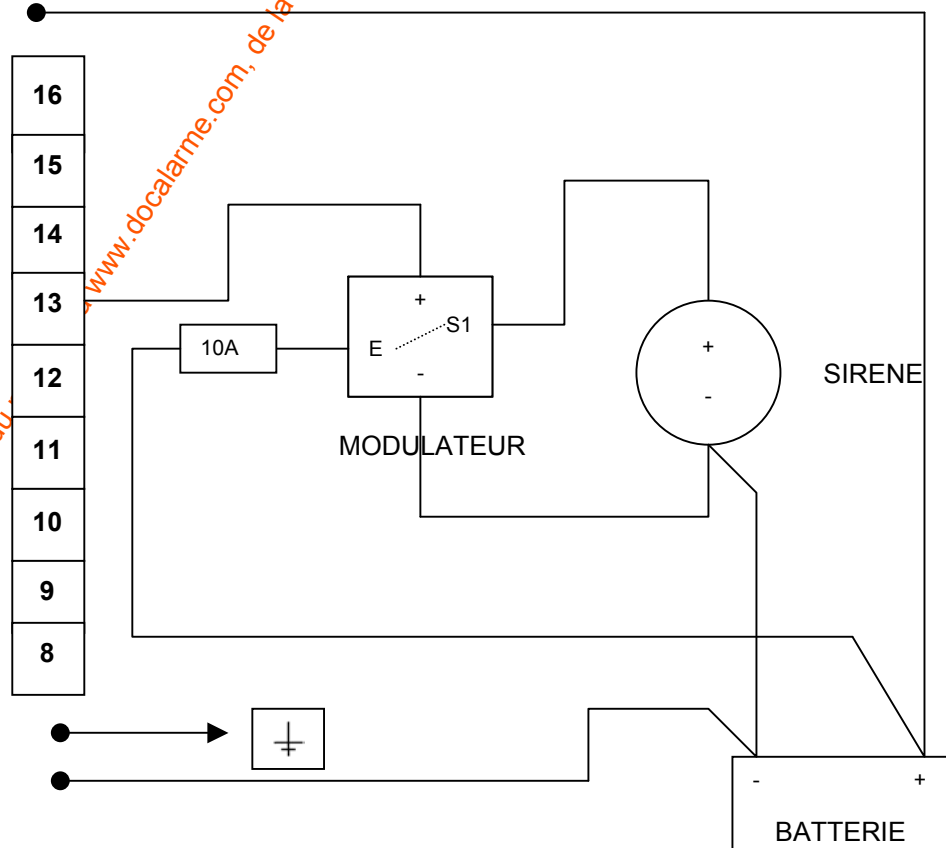 www.docalarme.com, de la
16
15
14
13
12
11
10
9
8
10A
+
E
S1
-
MODULATEUR
+
-
SIRENE
-
+
BATTERIE